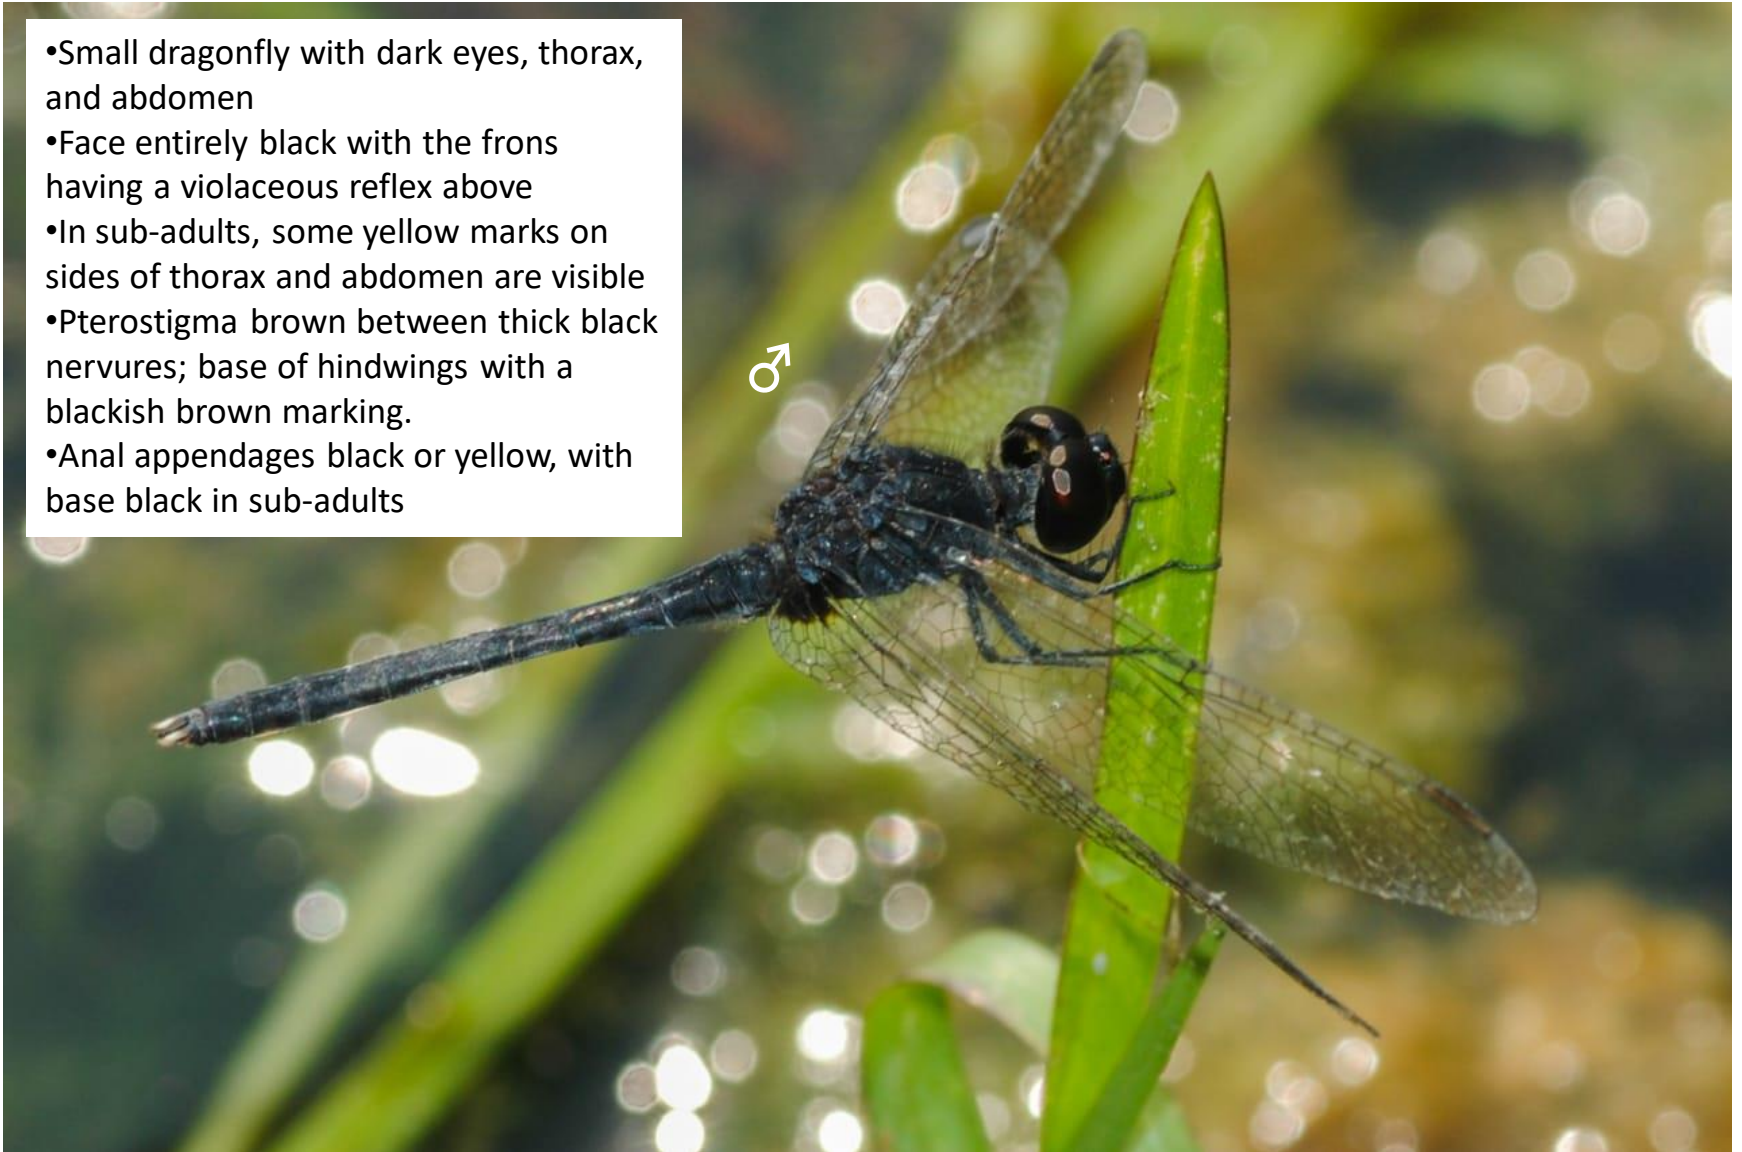 •Small dragonfly with dark eyes, thorax,
and abdomen
•Face entirely black with the frons
having a violaceous reflex above
•In sub-adults, some yellow marks on
sides of thorax and abdomen are visible
•Pterostigma brown between thick black
nervures; base of hindwings with a
blackish brown marking.
•Anal appendages black or yellow, with
base black in sub-adults
♂